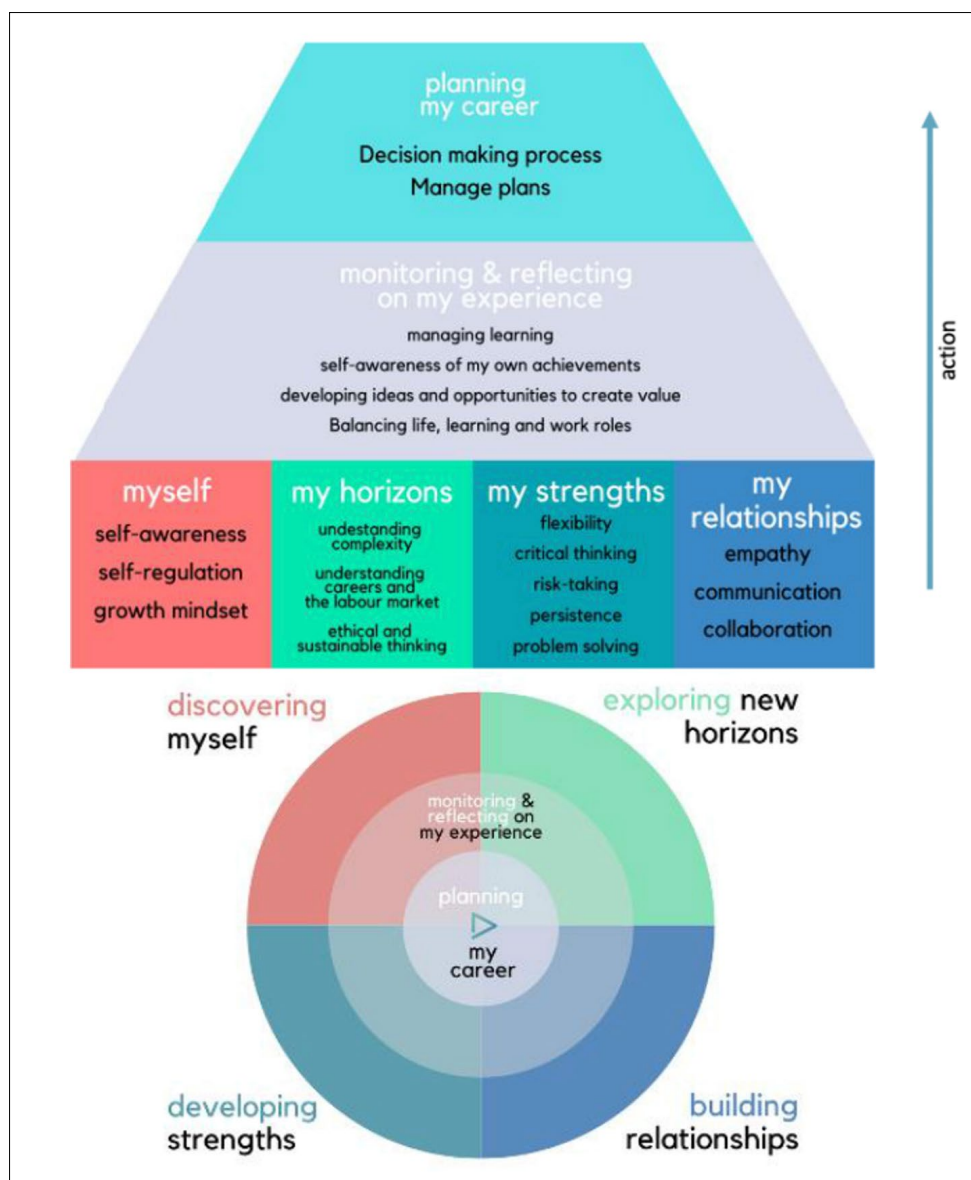 planning
my career
Decision making process
Manage plans
monitoring & reflecting
on my experience
managing learning
self-awareness of my own achievements
developing ideas and opportunities to create value
Balancing life, learning and work roles
action
myself
self-awareness
self-regulation
growth mindset
my horizons
undestanding
complexity
understanding
careers and
the labour market
ethical and
sustainable thinking
my strengths
flexibility
critical thinking
risk-taking
persistence
problem solving
my
relationships
empathy
communication
collaboration
discovering
myself
exploring new
horizons
monitoring &
reflecting on
my experience
planning
my
career
developing
strengths
building
relationships